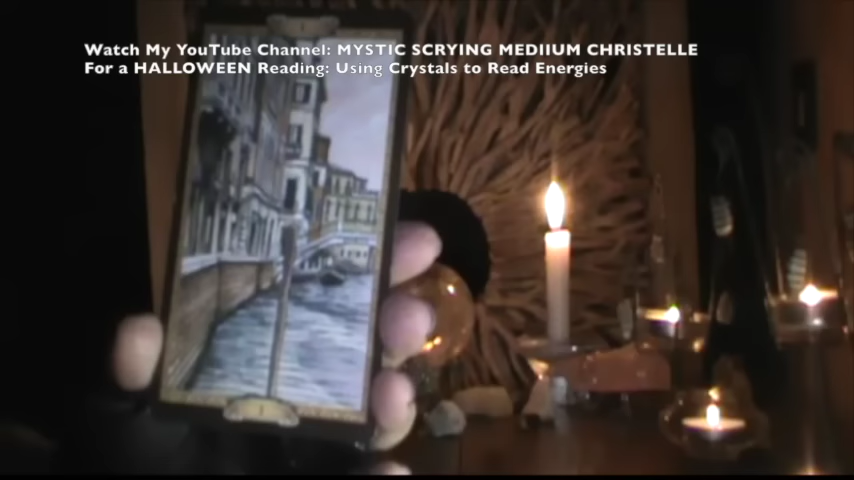 Watch My YouTube Channel: MYSTIC SCRYING MEDIIUM CHRISTELLE
For a HALLOWEEN Reading: Using Crystals to Read Energies